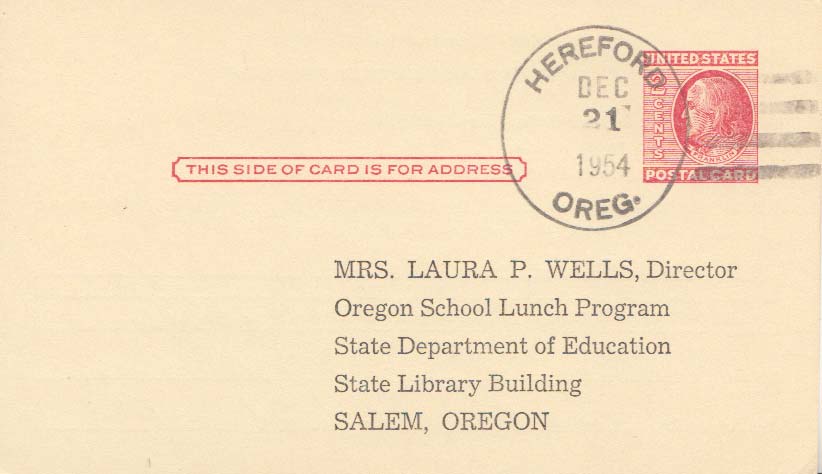 HEREFORD
DEC
21
1954
OREG.
UNITED STATES
CENTS
FRANKLIN
POSTAL CARD
THIS SIDE OF CARD IS FOR ADDRESS
MRS. LAURA P. WELLS, Director
Oregon School Lunch Program
State Department of Education
State Library Building
SALEM, OREGON